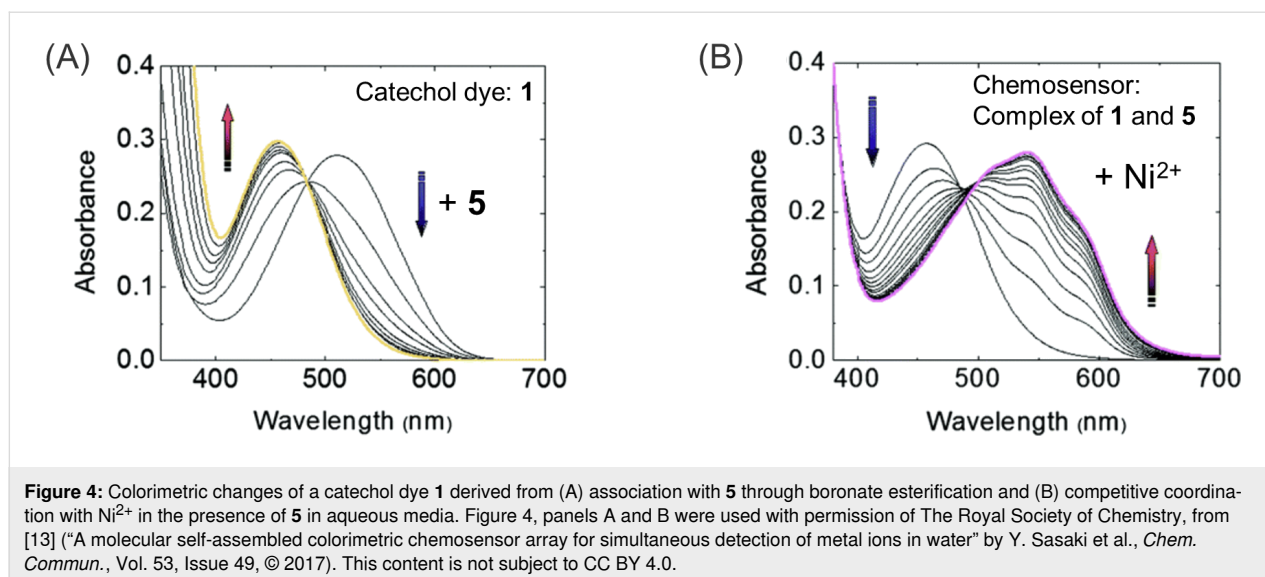 (A)
0.4
0.3
0.2
0.1
0.0
Absorbance
400
500
600
700
Wavelength (nm)
Catechol dye: 1
+ 5
(B)
0.4
0.3
0.2
0.1
0.0
Absorbance
400
500
600
700
Wavelength (nm)
Chemosensor:
Complex of 1 and 5
+ Ni²⁺
Figure 4: Colorimetric changes of a catechol dye 1 derived from (A) association with 5 through boronate esterification and (B) competitive coordina-
tion with Ni²⁺ in the presence of 5 in aqueous media. Figure 4, panels A and B were used with permission of The Royal Society of Chemistry, from
[13] (“A molecular self-assembled colorimetric chemosensor array for simultaneous detection of metal ions in water” by Y. Sasaki et al., Chem.
Commun., Vol. 53, Issue 49, © 2017). This content is not subject to CC BY 4.0.